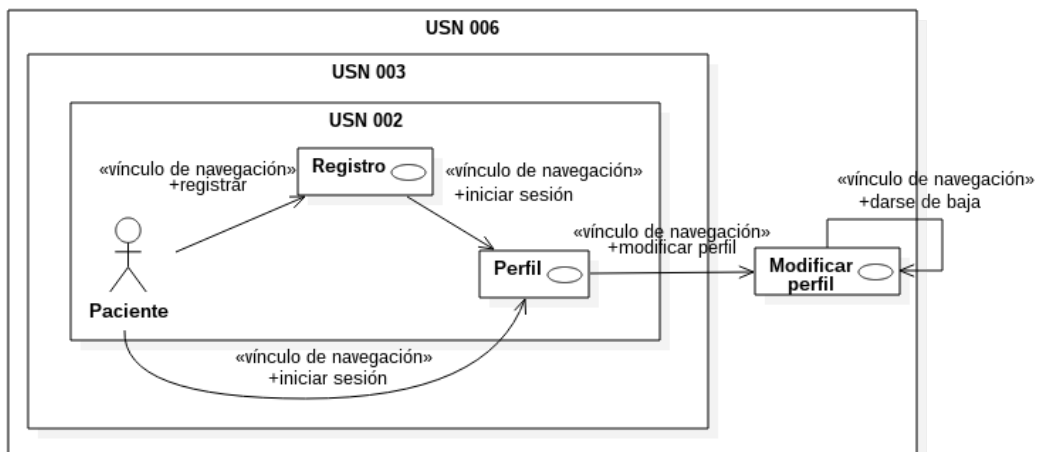 USN 006
USN 003
USN 002
«vínculo de navegación»
+registrar
Registro
«vínculo de navegación»
+iniciar sesión
«vínculo de navegación»
+darse de baja
«vínculo de navegación»
+modificar perfil
Perfil
Modificar
perfil
Paciente
«vínculo de navegación»
+iniciar sesión